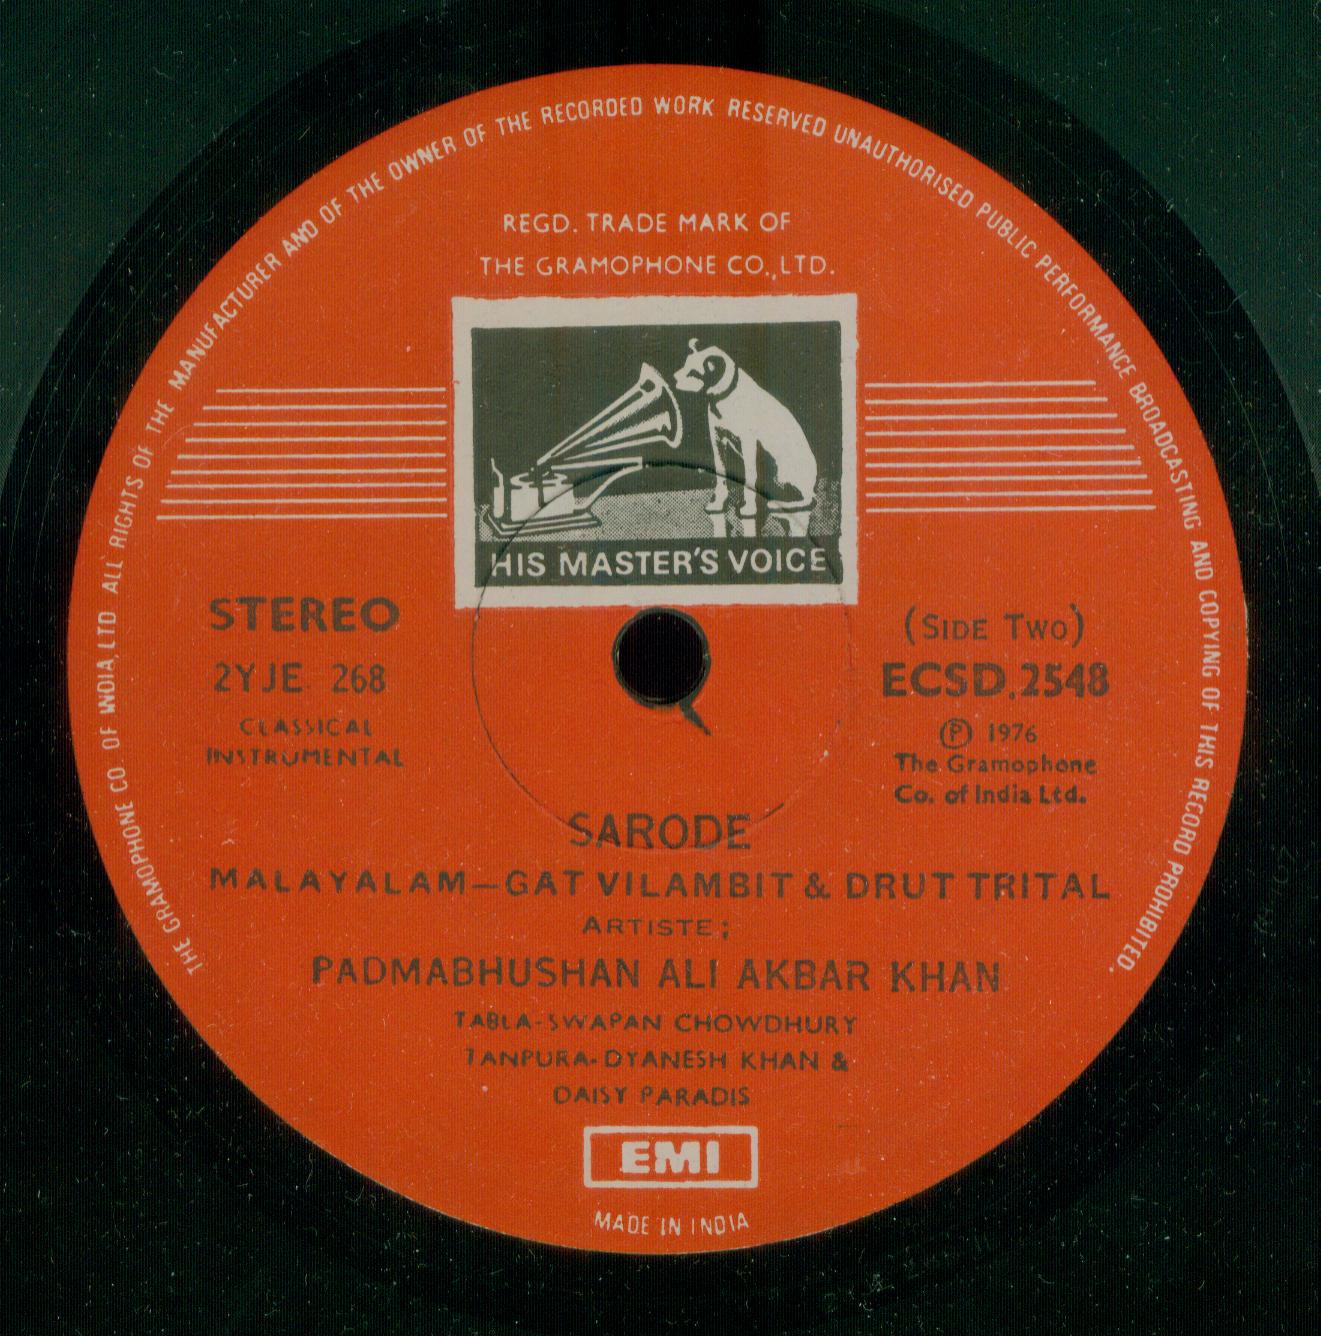 THE GRAMOPHONE CO. OF INDIA, LTD ALL RIGHTS OF THE MANUFACTURER AND OF THE OWNER OF THE RECORDED WORK RESERVED UNAUTHORISED PUBLIC PERFORMANCE BROADCASTING AND COPYING OF THIS RECORD PROHIBITED.
REGD. TRADE MARK OF
THE GRAMOPHONE CO., LTD.
HIS MASTER'S VOICE
STEREO
2YJE 268
CLASSICAL
INSTRUMENTAL
(SIDE TWO)
ECSD.2548
Ⓟ 1976
The Gramophone
Co. of India Ltd.
SARODE
MALAYALAM—GAT VILAMBIT & DRUT TRITAL
ARTISTE;
PADMABHUSHAN ALI AKBAR KHAN
TABLA-SWAPAN CHOWDHURY
TANPURA-DYANESH KHAN &
DAISY PARADIS
EMI
MADE IN INDIA